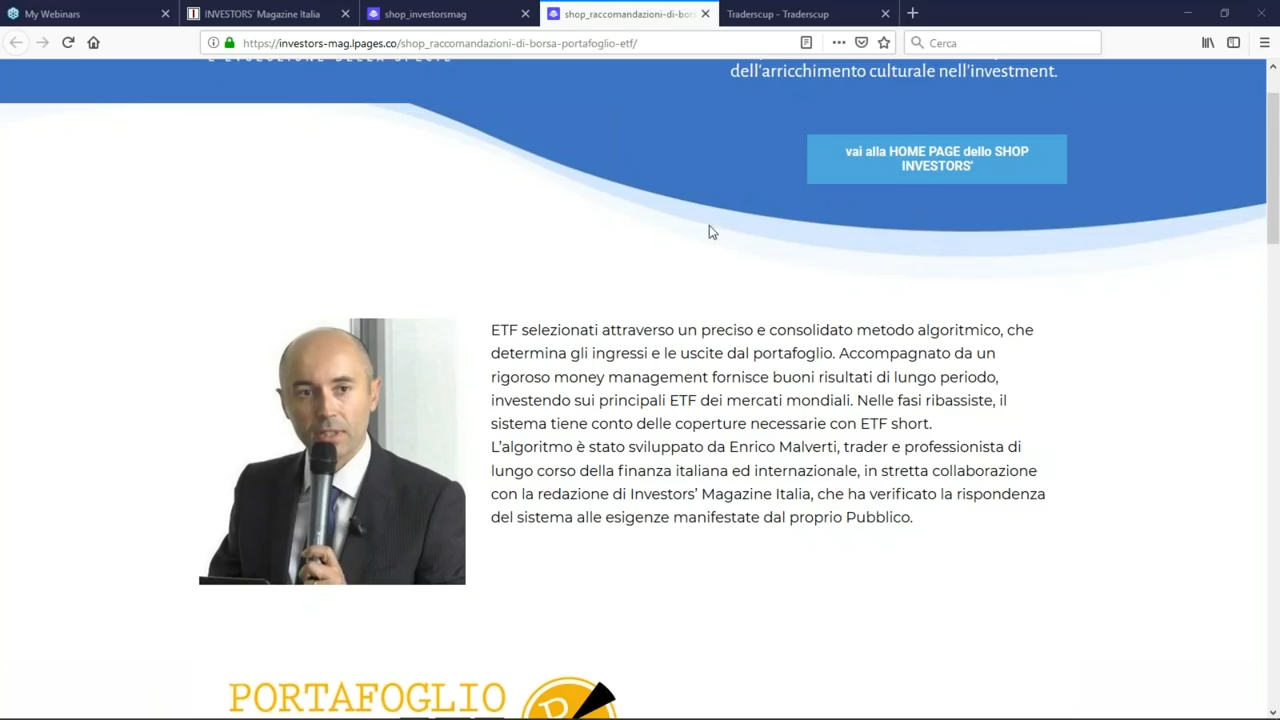 My Webinars
INVESTORS' Magazine Italia
shop_investorsmag
shop_raccomandazioni-di-bors
Traderscup - Traderscup
https://investors-mag.lpages.co/shop_raccomandazioni-di-borsa-portafoglio-etf/
Cerca
dell'arricchimento culturale nell'investment.
vai alla HOME PAGE dello SHOP
INVESTORS'
ETF selezionati attraverso un preciso e consolidato metodo algoritmico, che
determina gli ingressi e le uscite dal portafoglio. Accompagnato da un
rigoroso money management fornisce buoni risultati di lungo periodo,
investendo sui principali ETF dei mercati mondiali. Nelle fasi ribassiste, il
sistema tiene conto delle coperture necessarie con ETF short.
L’algoritmo è stato sviluppato da Enrico Malverti, trader e professionista di
lungo corso della finanza italiana ed internazionale, in stretta collaborazione
con la redazione di Investors’ Magazine Italia, che ha verificato la rispondenza
del sistema alle esigenze manifestate dal proprio Pubblico.
PORTAFOGLIO